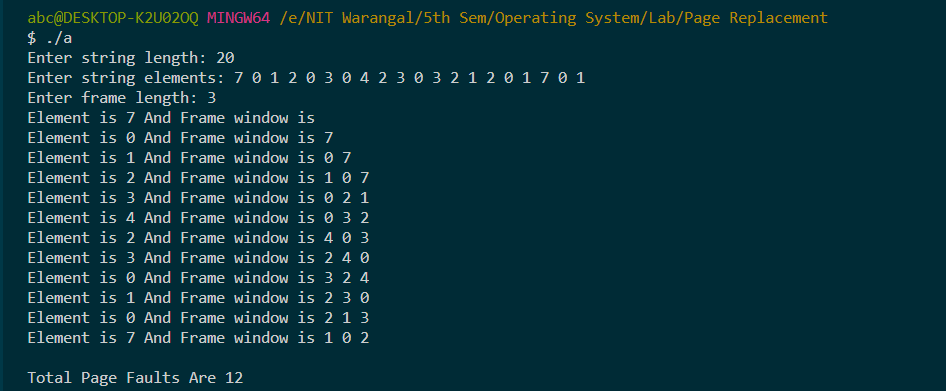 abc@DESKTOP-K2U02OQ MINGW64 /e/NIT Warangal/5th Sem/Operating System/Lab/Page Replacement
$ ./a
Enter string length: 20
Enter string elements: 7 0 1 2 0 3 0 4 2 3 0 3 2 1 2 0 1 7 0 1
Enter frame length: 3
Element is 7 And Frame window is
Element is 0 And Frame window is 7
Element is 1 And Frame window is 0 7
Element is 2 And Frame window is 1 0 7
Element is 3 And Frame window is 0 2 1
Element is 4 And Frame window is 0 3 2
Element is 2 And Frame window is 4 0 3
Element is 3 And Frame window is 2 4 0
Element is 0 And Frame window is 3 2 4
Element is 1 And Frame window is 2 3 0
Element is 0 And Frame window is 2 1 3
Element is 7 And Frame window is 1 0 2
Total Page Faults Are 12